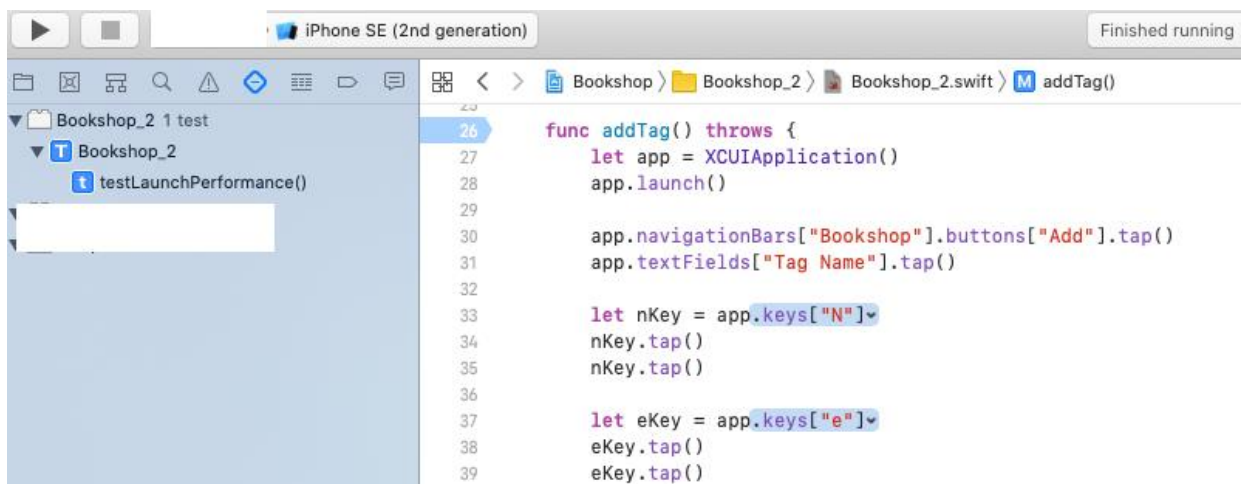 iPhone SE (2nd generation)
Finished running
Bookshop_2 1 test
T Bookshop_2
t testLaunchPerformance()
Bookshop 〉 Bookshop_2 〉 Bookshop_2.swift 〉 M addTag()
25
26 func addTag() throws {
27 let app = XCUIApplication()
28 app.launch()
29
30 app.navigationBars["Bookshop"].buttons["Add"].tap()
31 app.textFields["Tag Name"].tap()
32
33 let nKey = app.keys["N"]
34 nKey.tap()
35 nKey.tap()
36
37 let eKey = app.keys["e"]
38 eKey.tap()
39 eKey.tap()